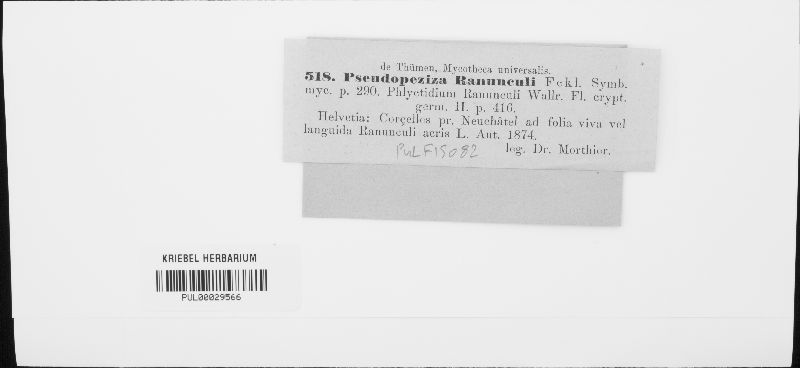 de Thümen, Mycotheca universalis.
518. Pseudopeziza Ranunculi Fckl. Symb.
myc. p. 290. Phlyctidium Ranunculi Wallr. Fl. crypt.
germ. II. p. 416.
Helvetia: Corçelles pr. Neuchâtel ad folia viva vel
languida Ranunculi acris L. Aut. 1874.
PULF15082 leg. Dr. Morthier.
KRIEBEL HERBARIUM
PUL00029566